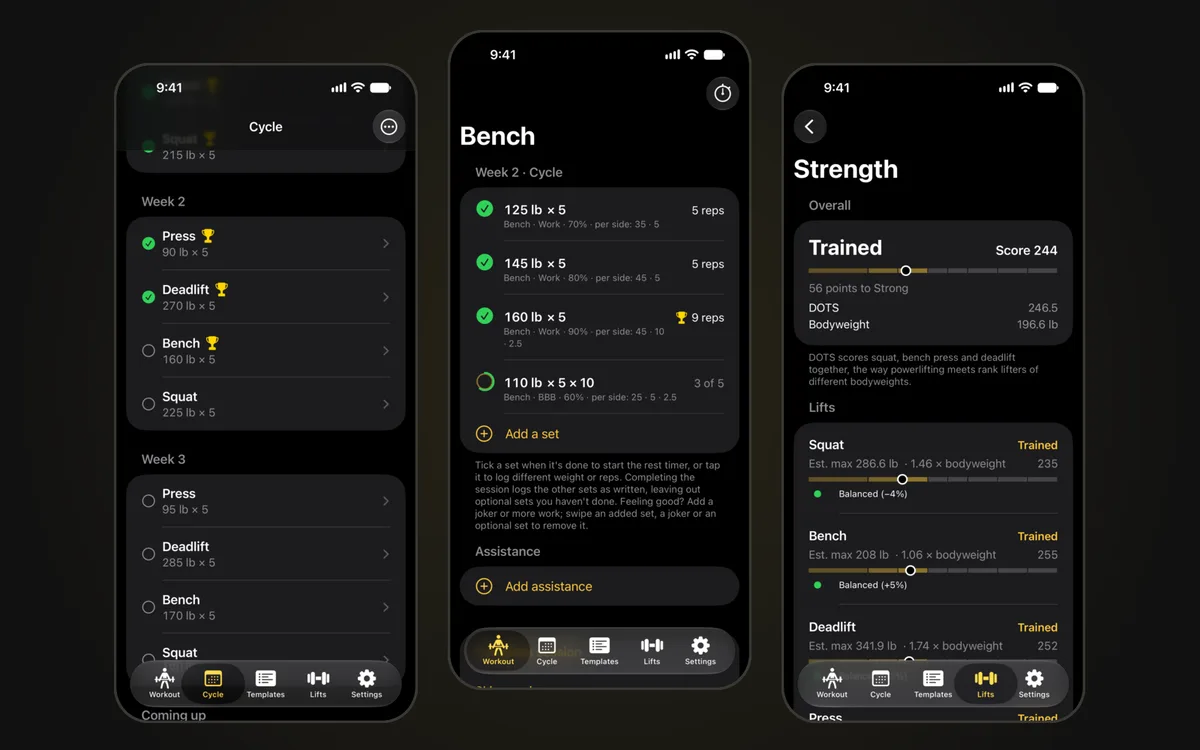 9:41
Cycle
Squat
215 lb × 5
Week 2
Press
90 lb × 5
Deadlift
270 lb × 5
Bench
160 lb × 5
Squat
225 lb × 5
Week 3
Press
95 lb × 5
Deadlift
285 lb × 5
Bench
170 lb × 5
Squat
Workout
Cycle
Templates
Lifts
Settings
Coming up
9:41
Bench
Week 2 · Cycle
125 lb × 5
5 reps
Bench · Work · 70% · per side: 35 · 5
145 lb × 5
5 reps
Bench · Work · 80% · per side: 45 · 5
160 lb × 5
9 reps
Bench · Work · 90% · per side: 45 · 10
· 2.5
110 lb × 5 × 10
3 of 5
Bench · BBB · 60% · per side: 25 · 5 · 2.5
Add a set
Tick a set when it's done to start the rest timer, or tap
it to log different weight or reps. Completing the
session logs the other sets as written, leaving out
optional sets you haven't done. Feeling good? Add a
joker or more work; swipe an added set, a joker or an
optional set to remove it.
Assistance
Add assistance
Workout
Cycle
Templates
Lifts
Settings
9:41
Strength
Overall
Trained
Score 244
56 points to Strong
DOTS
246.5
Bodyweight
196.6 lb
DOTS scores squat, bench press and deadlift
together, the way powerlifting meets rank lifters of
different bodyweights.
Lifts
Squat
Trained
Est. max 286.6 lb · 1.46 × bodyweight
235
Balanced (−4%)
Bench
Trained
Est. max 208 lb · 1.06 × bodyweight
255
Balanced (+5%)
Deadlift
Trained
Est. max 341.9 lb · 1.74 × bodyweight
252
Workout
Cycle
Templates
Lifts
Settings
Press
Trained